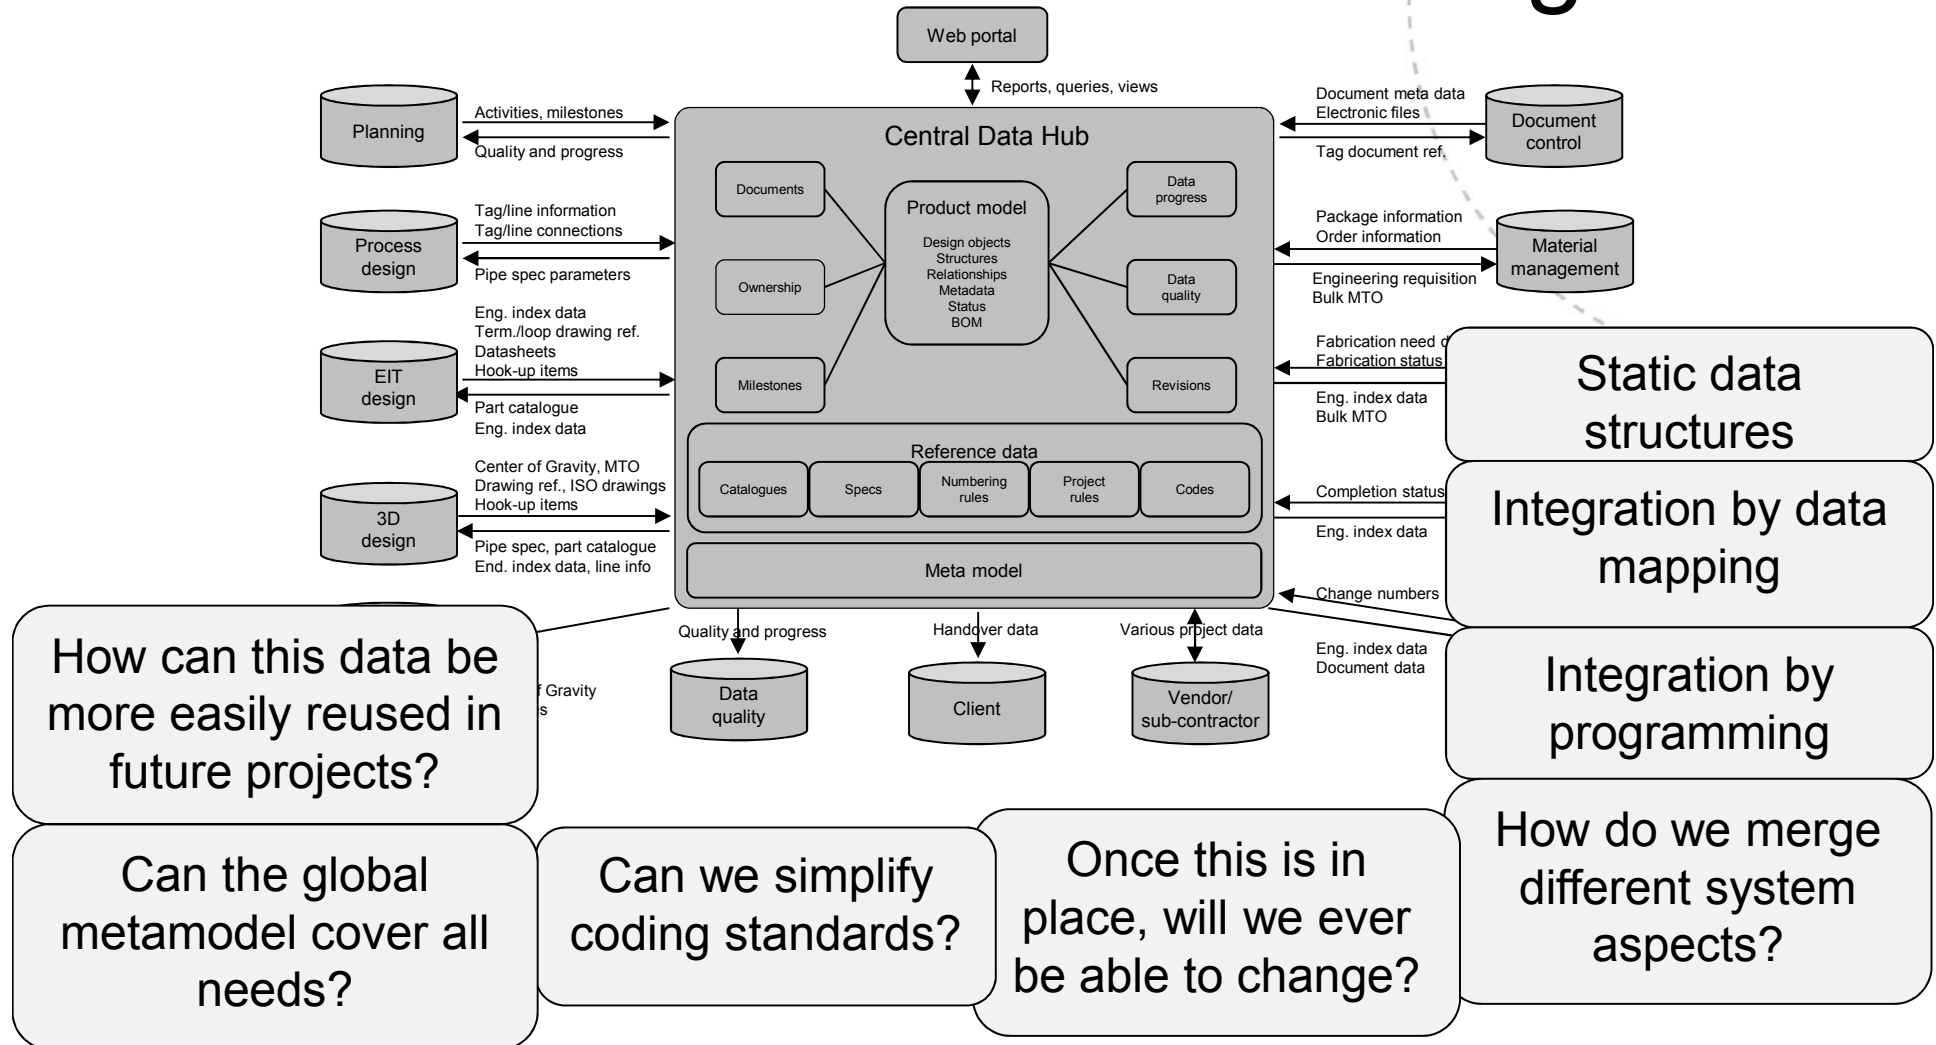 Web portal
Reports, queries, views
Planning
Activities, milestones
Quality and progress
Process
design
Tag/line information
Tag/line connections
Pipe spec parameters
EIT
design
Eng. index data
Term./loop drawing ref.
Datasheets
Hook-up items
Part catalogue
Eng. index data
3D
design
Center of Gravity, MTO
Drawing ref., ISO drawings
Hook-up items
Pipe spec, part catalogue
End. index data, line info
Central Data Hub
Documents
Ownership
Milestones
Product model
Design objects
Structures
Relationships
Metadata
Status
BOM
Data
progress
Data
quality
Revisions
Reference data
Catalogues
Specs
Numbering
rules
Project
rules
Codes
Meta model
Document meta data
Electronic files
Tag document ref.
Document
control
Package information
Order information
Engineering requisition
Bulk MTO
Material
management
Fabrication need
Fabrication status
Eng. index data
Bulk MTO
Completion status
Eng. index data
Change numbers
Eng. index data
Document data
Quality and progress
Handover data
Various project data
Data
quality
Client
Vendor/
sub-contractor
Gravity
Static data
structures
Integration by data
mapping
Integration by
programming
How do we merge
different system
aspects?
How can this data be
more easily reused in
future projects?
Can the global
metamodel cover all
needs?
Can we simplify
coding standards?
Once this is in
place, will we ever
be able to change?